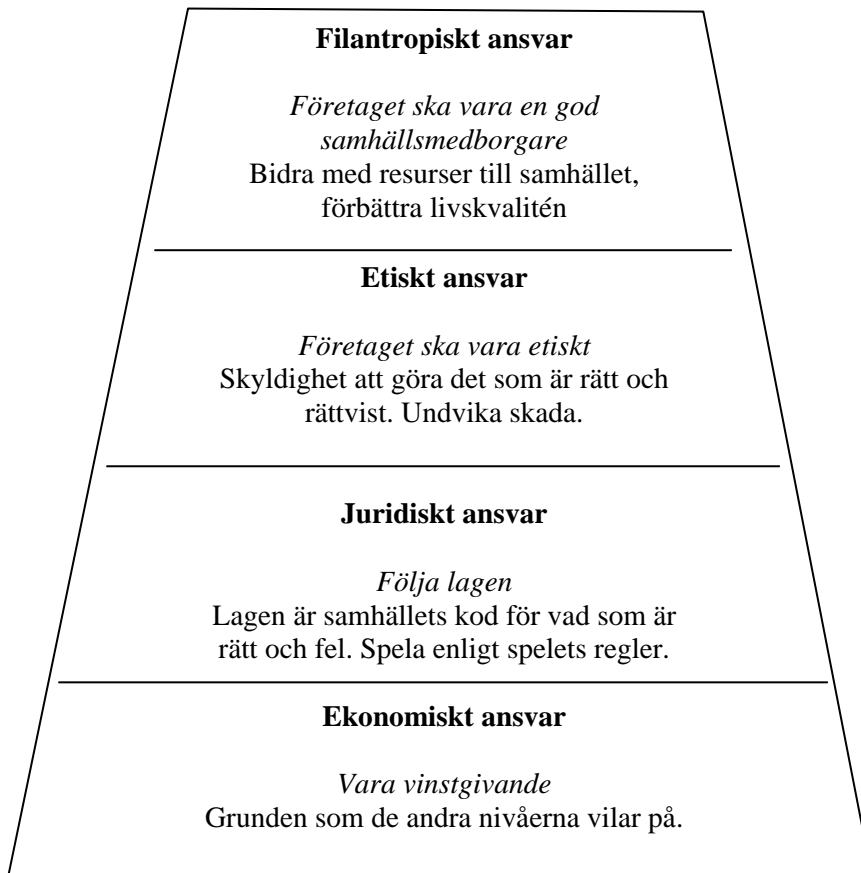 Filantropiskt ansvar
Företaget ska vara en god
samhällsmedborgare
Bidra med resurser till samhället,
förbättra livskvalitén
Etiskt ansvar
Företaget ska vara etiskt
Skyldighet att göra det som är rätt och
rättvist. Undvika skada.
Juridiskt ansvar
Följa lagen
Lagen är samhällets kod för vad som är
rätt och fel. Spela enligt spelets regler.
Ekonomiskt ansvar
Vara vinstgivande
Grunden som de andra nivåerna vilar på.